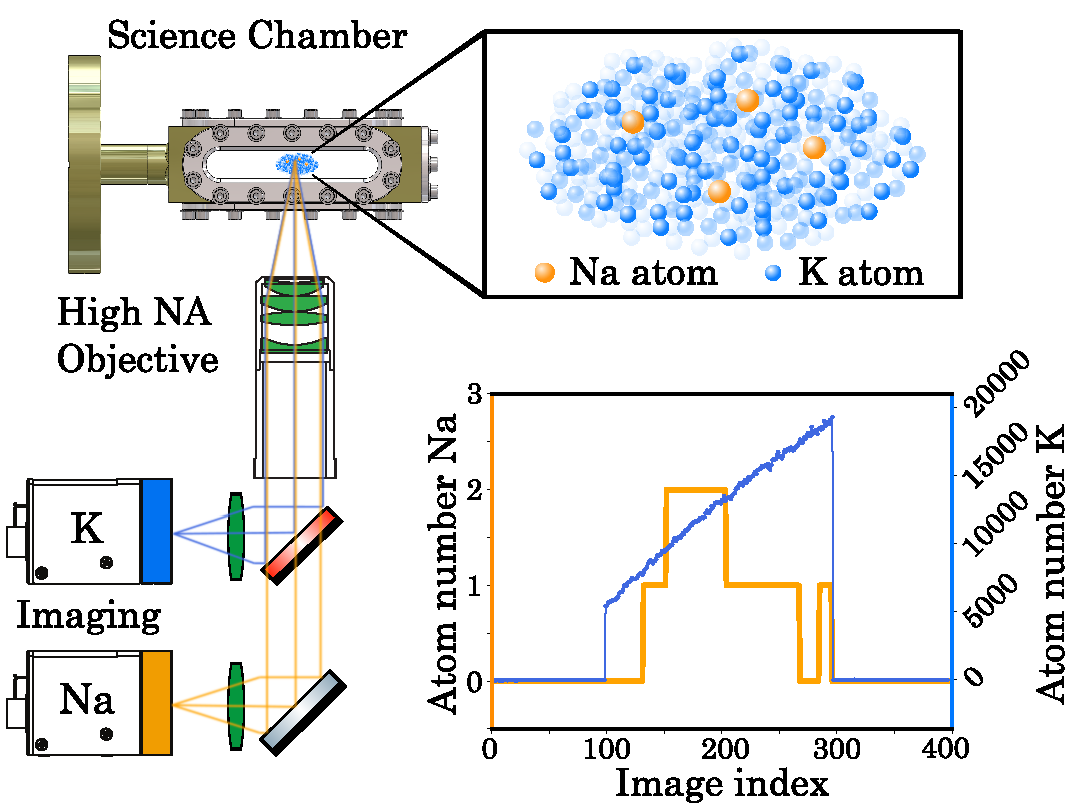 Science Chamber
Na atom
K atom
High NA
Objective
K
Imaging
Na
Atom number Na
3
2
1
0
20000
15000
10000
5000
0
Atom number K
0
100
200
300
400
Image index